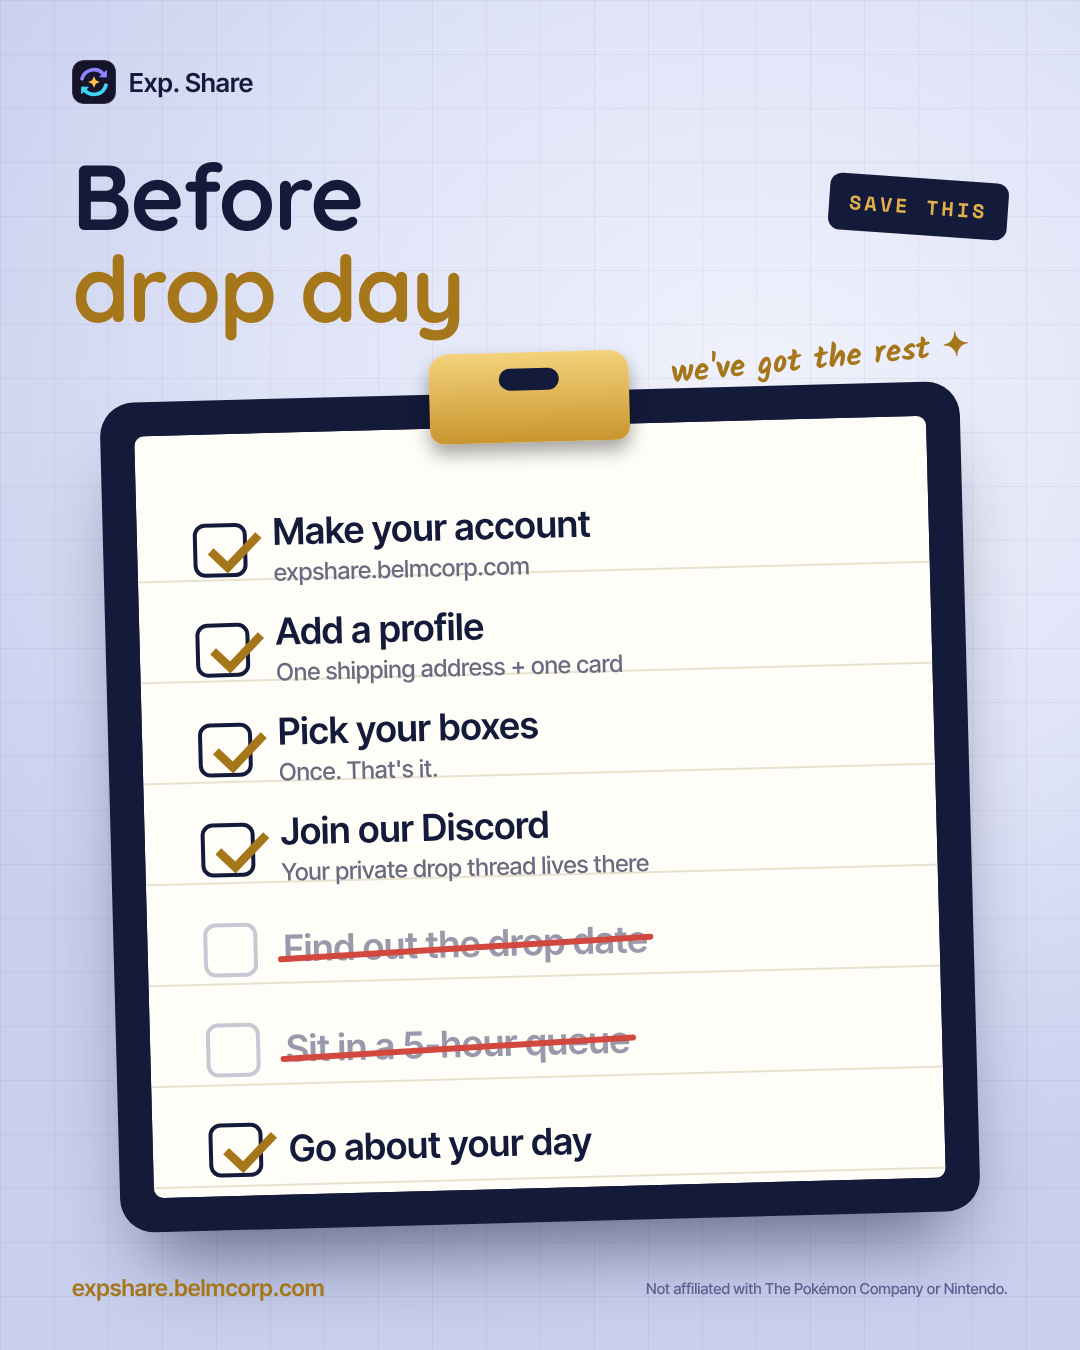 Exp. Share
Before
drop day
SAVE THIS
we've got the rest ✦
Make your account
expshare.belmcorp.com
Add a profile
One shipping address + one card
Pick your boxes
Once. That's it.
Join our Discord
Your private drop thread lives there
Find out the drop date
Sit in a 5-hour queue
Go about your day
expshare.belmcorp.com
Not affiliated with The Pokémon Company or Nintendo.